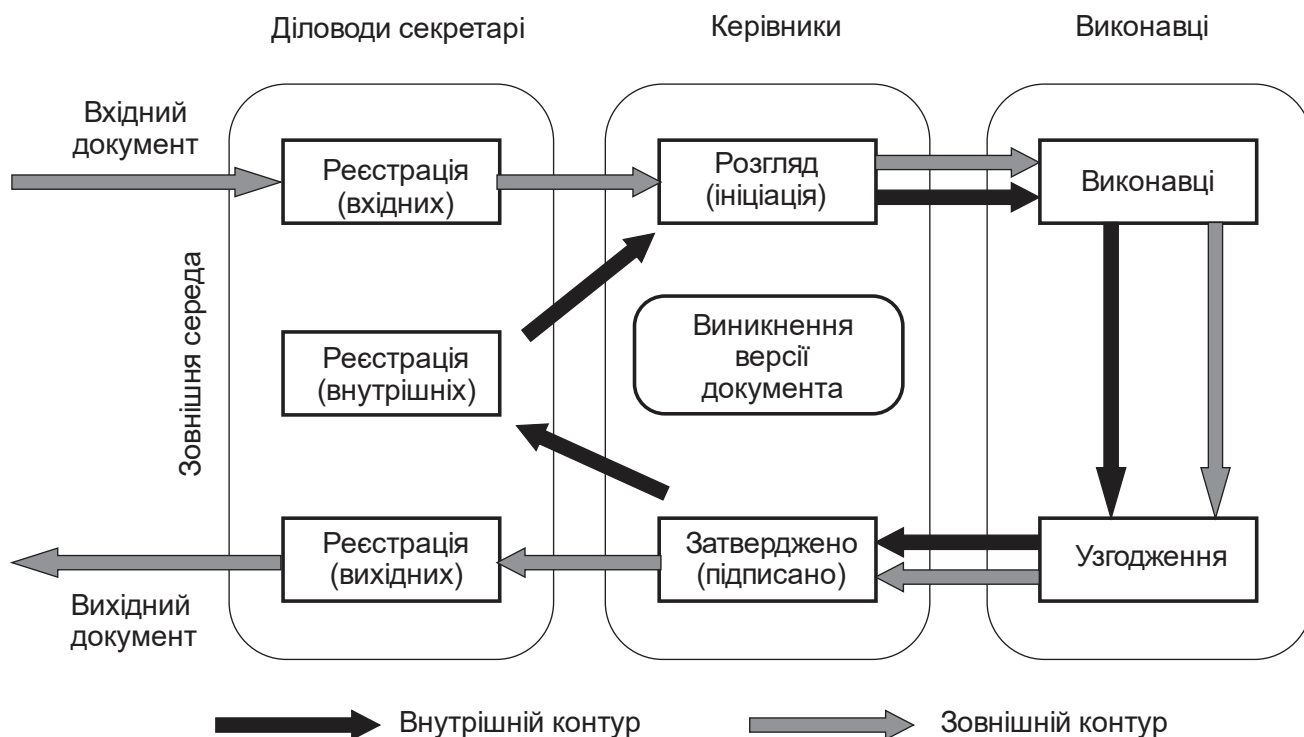 Діловоди секретарі
Керівники
Виконавці
Вхідний
документ
Реєстрація
(вхідних)
Розгляд
(ініціація)
Виконавці
Зовнішня середа
Реєстрація
(внутрішніх)
Виникнення
версії
документа
Реєстрація
(вихідних)
Затверджено
(підписано)
Узгодження
Вихідний
документ
Внутрішній контур
Зовнішній контур